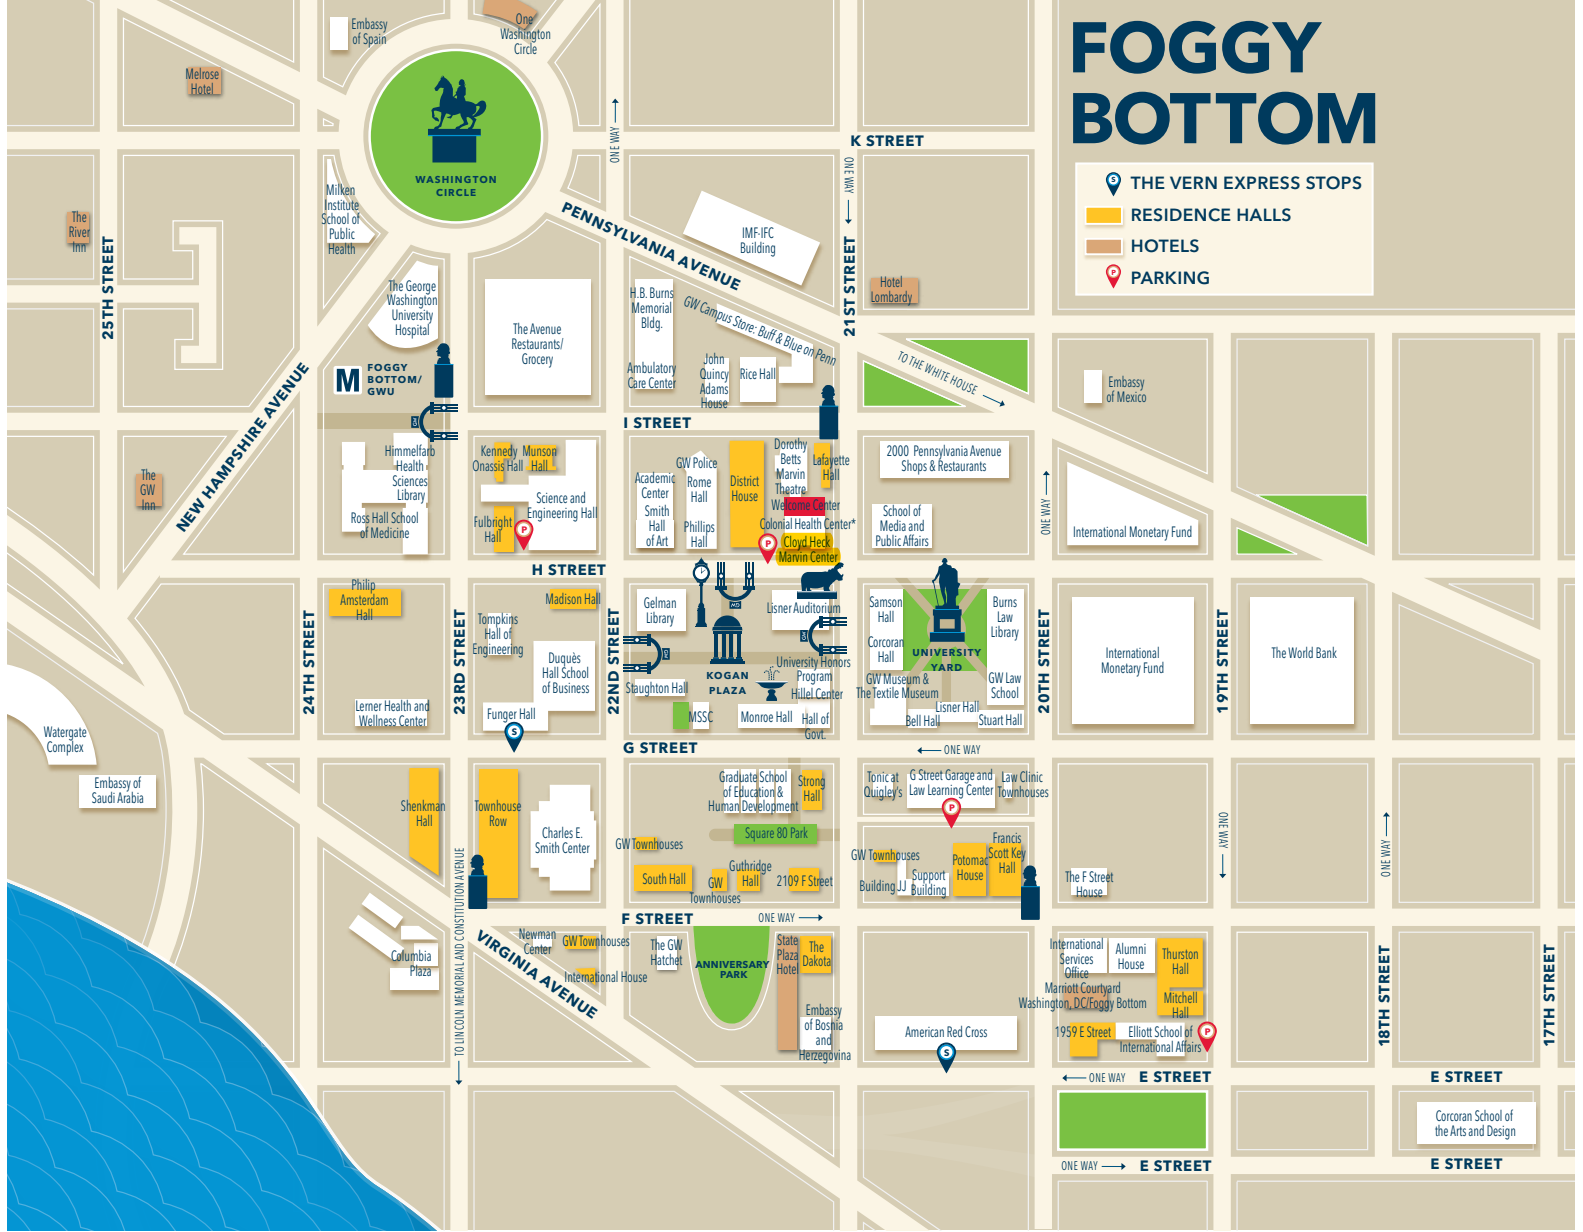 FOGGY
BOTTOM
THE VERN EXPRESS STOPS
RESIDENCE HALLS
HOTELS
PARKING
S
P
Embassy
of Spain
One
Washington
Circle
Melrose
Hotel
WASHINGTON
CIRCLE
ONE WAY
K STREET
ONE WAY
Milken
Institute
School of
Public
Health
The
River
Inn
25TH STREET
PENNSYLVANIA AVENUE
IMF-IFC
Building
21ST STREET
Hotel
Lombardy
The George
Washington
University
Hospital
The Avenue
Restaurants/
Grocery
H.B. Burns
Memorial
Bldg.
Ambulatory
Care Center
GW Campus Store: Buff & Blue on Penn
John
Quincy
Adams
House
Rice Hall
TO THE WHITE HOUSE
Embassy
of Mexico
M
FOGGY
BOTTOM/
GWU
NEW HAMPSHIRE AVENUE
I STREET
The
GW
Inn
Himmelfarb
Health
Sciences
Library
Ross Hall School
of Medicine
Kennedy
Onassis Hall
Munson
Hall
Science and
Engineering Hall
Fulbright
Hall
P
Academic
Center
Smith
Hall
of Art
GW Police
Rome
Hall
Phillips
Hall
District
House
Dorothy
Betts
Marvin
Theatre
Lafayette
Hall
Welcome Center
Colonial Health Center*
Cloyd Heck
Marvin Center
P
2000 Pennsylvania Avenue
Shops & Restaurants
School of
Media and
Public Affairs
ONE WAY
International Monetary Fund
H STREET
Philip
Amsterdam
Hall
24TH STREET
23RD STREET
Madison Hall
Tompkins
Hall of
Engineering
Duquès
Hall School
of Business
22ND STREET
Gelman
Library
Lisner Auditorium
KOGAN
PLAZA
University Honors
Program
Hillel Center
Staughton Hall
MSSC
Monroe Hall
Hall of
Govt.
Samson
Hall
Corcoran
Hall
UNIVERSITY
YARD
Burns
Law
Library
GW Law
School
GW Museum &
The Textile Museum
Lisner Hall
Bell Hall
Stuart Hall
20TH STREET
International
Monetary Fund
19TH STREET
The World Bank
Lerner Health and
Wellness Center
Funger Hall
S
G STREET
ONE WAY
Watergate
Complex
Embassy of
Saudi Arabia
Shenkman
Hall
Townhouse
Row
Charles E.
Smith Center
Graduate School
of Education &
Human Development
Strong
Hall
Square 80 Park
GW Townhouses
South Hall
GW
Townhouses
Guthridge
Hall
2109 F Street
Tonic at
Quigley's
G Street Garage and
Law Learning Center
P
Law Clinic
Townhouses
GW Townhouses
Building JJ
Support
Building
Potomac
House
Francis
Scott Key
Hall
The F Street
House
ONE WAY
ONE WAY
F STREET
ONE WAY
TO LINCOLN MEMORIAL AND CONSTITUTION AVENUE
VIRGINIA AVENUE
Columbia
Plaza
Newman
Center
GW Townhouses
International House
The GW
Hatchet
ANNIVERSARY
PARK
State
Plaza
Hotel
The
Dakota
Embassy
of Bosnia
and
Herzegovina
American Red Cross
S
International
Services
Office
Alumni
House
Thurston
Hall
Marriott Courtyard
Washington, DC/Foggy Bottom
Mitchell
Hall
1959 E Street
Elliott School of
International Affairs
P
18TH STREET
17TH STREET
ONE WAY
E STREET
E STREET
Corcoran School of
the Arts and Design
ONE WAY
E STREET
E STREET